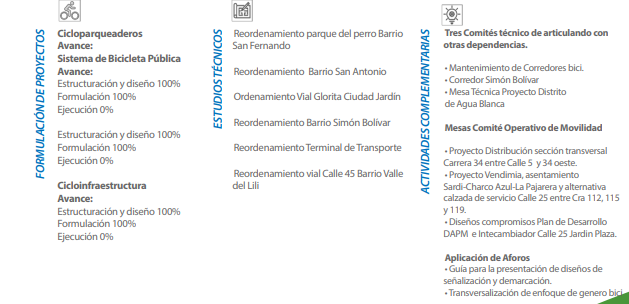 FORMULACIÓN DE PROYECTOS
Cicloparqueaderos
Avance:
Sistema de Bicicleta Pública
Avance:
Estructuración y diseño 100%
Formulación 100%
Ejecución 0%
Estructuración y diseño 100%
Formulación 100%
Ejecución 0%
Cicloinfraestructura
Avance:
Estructuración y diseño 100%
Formulación 100%
Ejecución 0%
ESTUDIOS TÉCNICOS
Reordenamiento parque del perro Barrio
San Fernando
Reordenamiento Barrio San Antonio
Ordenamiento Vial Glorita Ciudad Jardín
Reordenamiento Barrio Simón Bolívar
Reordenamiento Terminal de Transporte
Reordenamiento vial Calle 45 Barrio Valle
del Lili
ACTIVIDADES COMPLEMENTARIAS
Tres Comités técnico de articulando con
otras dependencias.
• Mantenimiento de Corredores bici.
• Corredor Simón Bolívar
• Mesa Técnica Proyecto Distrito
de Agua Blanca
Mesas Comité Operativo de Movilidad
• Proyecto Distribución sección transversal
Carrera 34 entre Calle 5 y 34 oeste.
• Proyecto Vendimia, asentamiento
Sardi-Charco Azul-La Pajarera y alternativa
calzada de servicio Calle 25 entre Cra 112, 115
y 119.
• Diseños compromisos Plan de Desarrollo
DAPM e Intecambiador Calle 25 Jardin Plaza.
Aplicación de Aforos
• Guía para la presentación de diseños de
señalización y demarcación.
• Transversalización de enfoque de genero bici